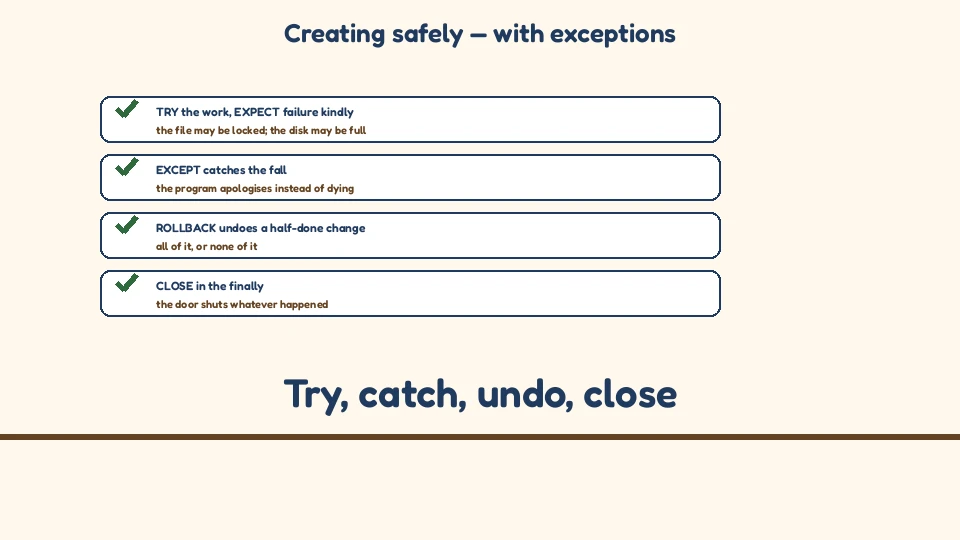 Creating safely — with exceptions
TRY the work, EXPECT failure kindly
the file may be locked; the disk may be full
EXCEPT catches the fall
the program apologises instead of dying
ROLLBACK undoes a half-done change
all of it, or none of it
CLOSE in the finally
the door shuts whatever happened
Try, catch, undo, close